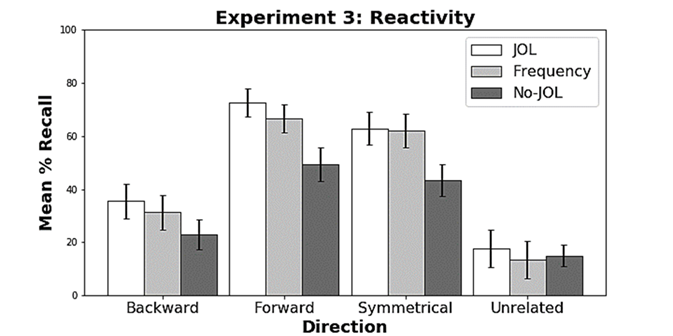 Experiment 3: Reactivity
100
80
60
40
20
0
Mean % Recall
JOL
Frequency
No-JOL
Backward
Forward
Symmetrical
Unrelated
Direction